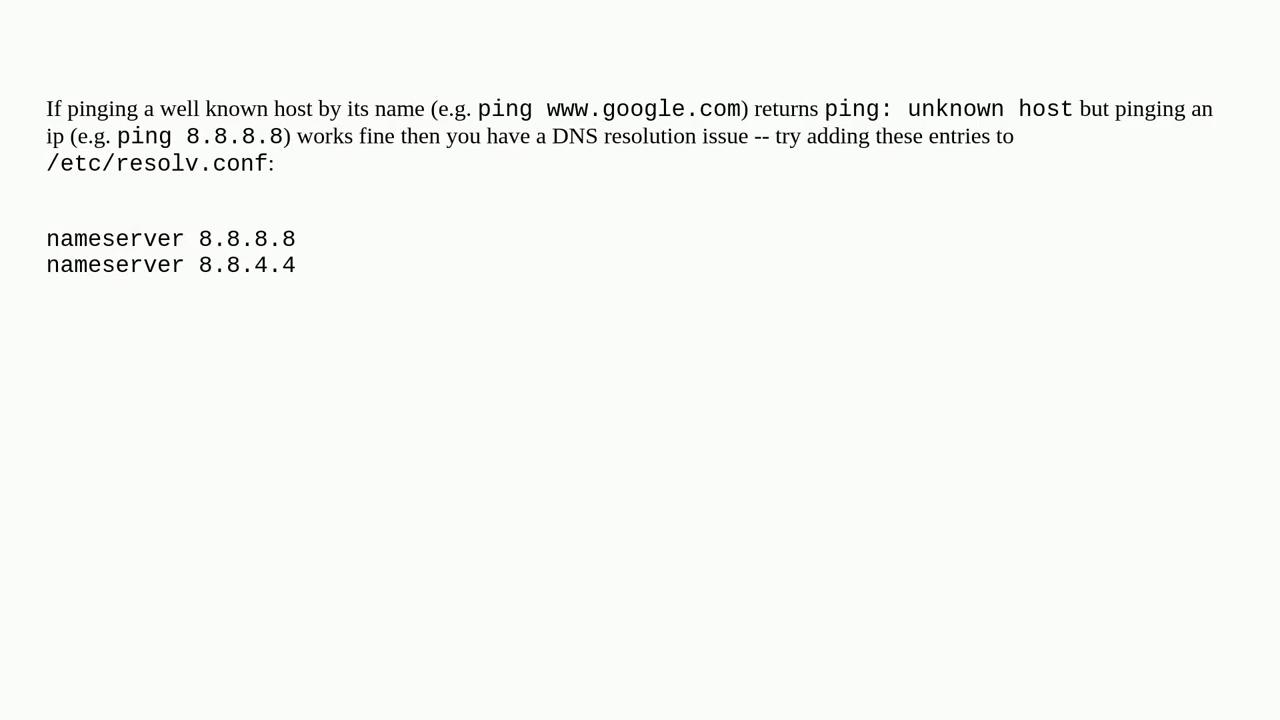 If pinging a well known host by its name (e.g. ping www.google.com) returns ping: unknown host but pinging an
ip (e.g. ping 8.8.8.8) works fine then you have a DNS resolution issue -- try adding these entries to
/etc/resolv.conf:
nameserver 8.8.8.8
nameserver 8.8.4.4